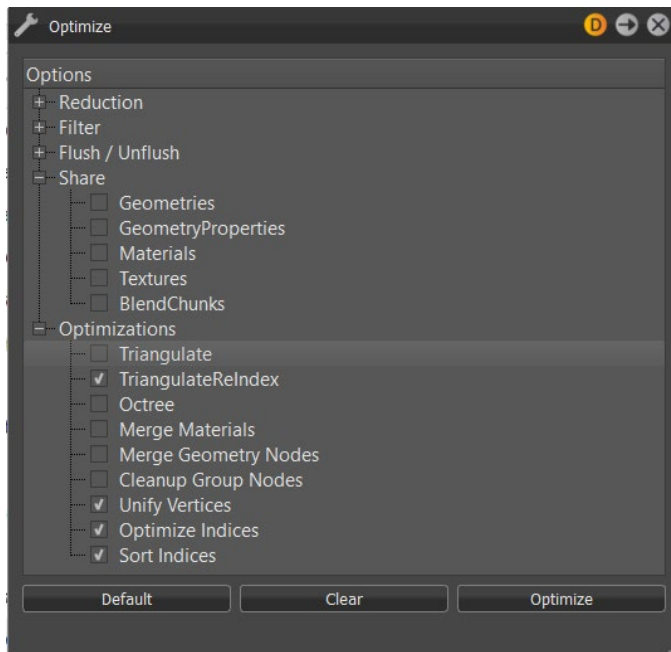 Optimize
D
Options
Reduction
Filter
Flush / Unflush
Share
Geometries
GeometryProperties
Materials
Textures
BlendChunks
Optimizations
Triangulate
TriangulateReIndex
Octree
Merge Materials
Merge Geometry Nodes
Cleanup Group Nodes
Unify Vertices
Optimize Indices
Sort Indices
Default Clear Optimize